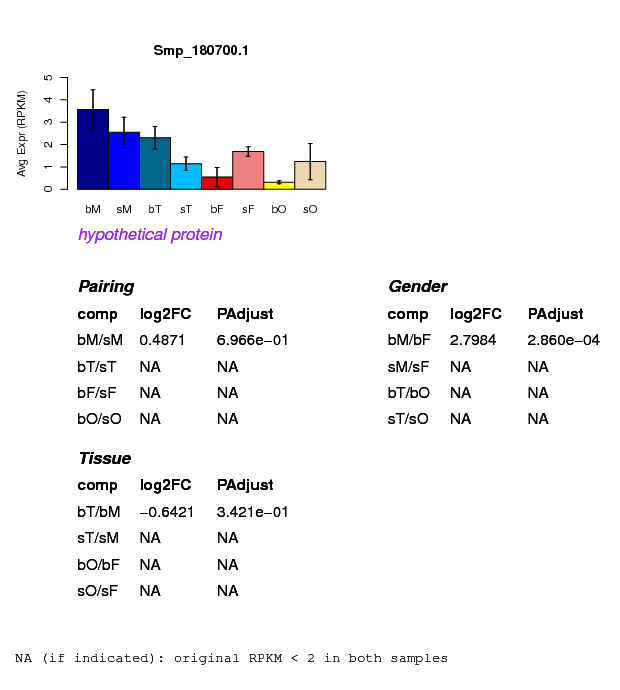 Smp_180700.1
Avg Expr (RPKM)
5
4
3
2
1
0
bM sM bT sT bF sF bO sO
hypothetical protein
Pairing
comp log2FC PAdjust
bM/sM 0.4871 6.966e−01
bT/sT NA NA
bF/sF NA NA
bO/sO NA NA
Gender
comp log2FC PAdjust
bM/bF 2.7984 2.860e−04
sM/sF NA NA
bT/bO NA NA
sT/sO NA NA
Tissue
comp log2FC PAdjust
bT/bM −0.6421 3.421e−01
sT/sM NA NA
bO/bF NA NA
sO/sF NA NA
NA (if indicated): original RPKM < 2 in both samples